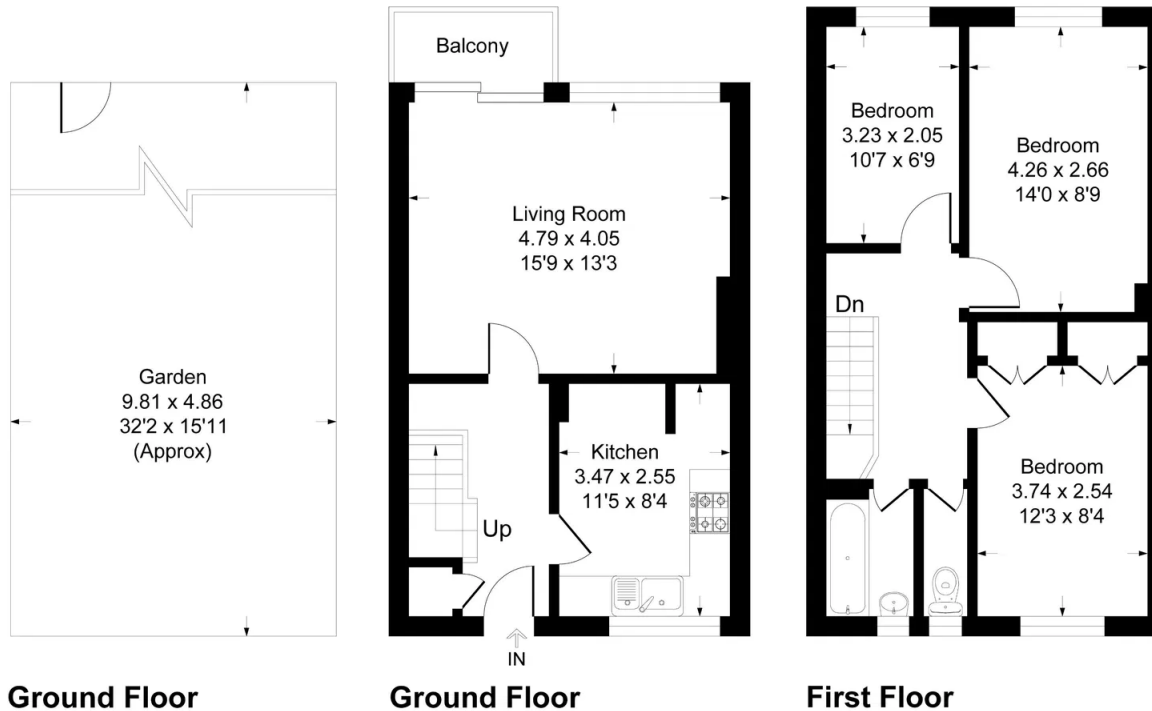 Garden
9.81 x 4.86
32'2 x 15'11
(Approx)
Ground Floor
Balcony
Living Room
4.79 x 4.05
15'9 x 13'3
Kitchen
3.47 x 2.55
11'5 x 8'4
Up
IN
Ground Floor
Bedroom
3.23 x 2.05
10'7 x 6'9
Bedroom
4.26 x 2.66
14'0 x 8'9
Dn
Bedroom
3.74 x 2.54
12'3 x 8'4
First Floor